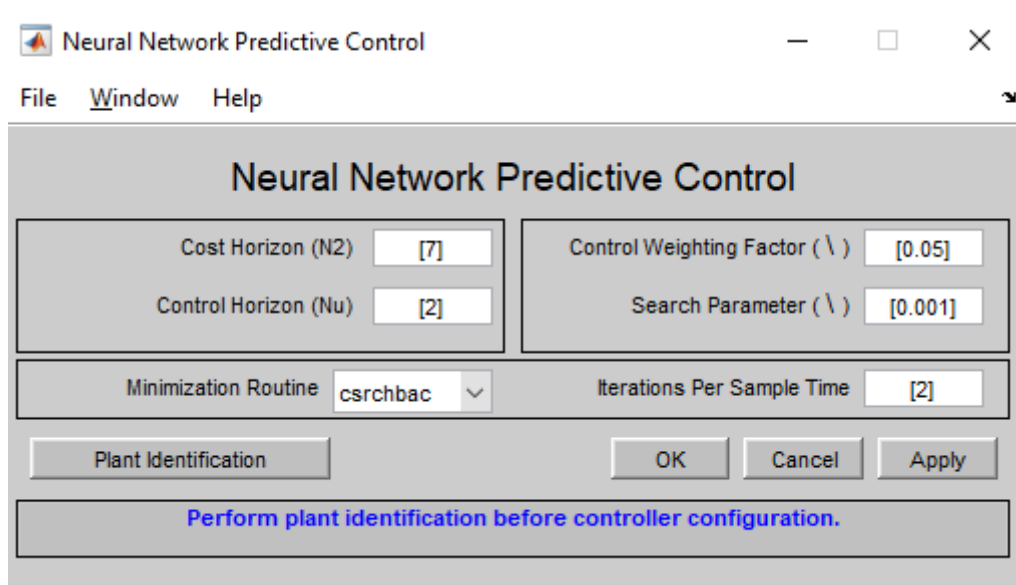 Neural Network Predictive Control
File Window Help
Neural Network Predictive Control
Cost Horizon (N2) [7]
Control Weighting Factor ( \ ) [0.05]
Control Horizon (Nu) [2]
Search Parameter ( \ ) [0.001]
Minimization Routine csrchbac
Iterations Per Sample Time [2]
Plant Identification
OK Cancel Apply
Perform plant identification before controller configuration.